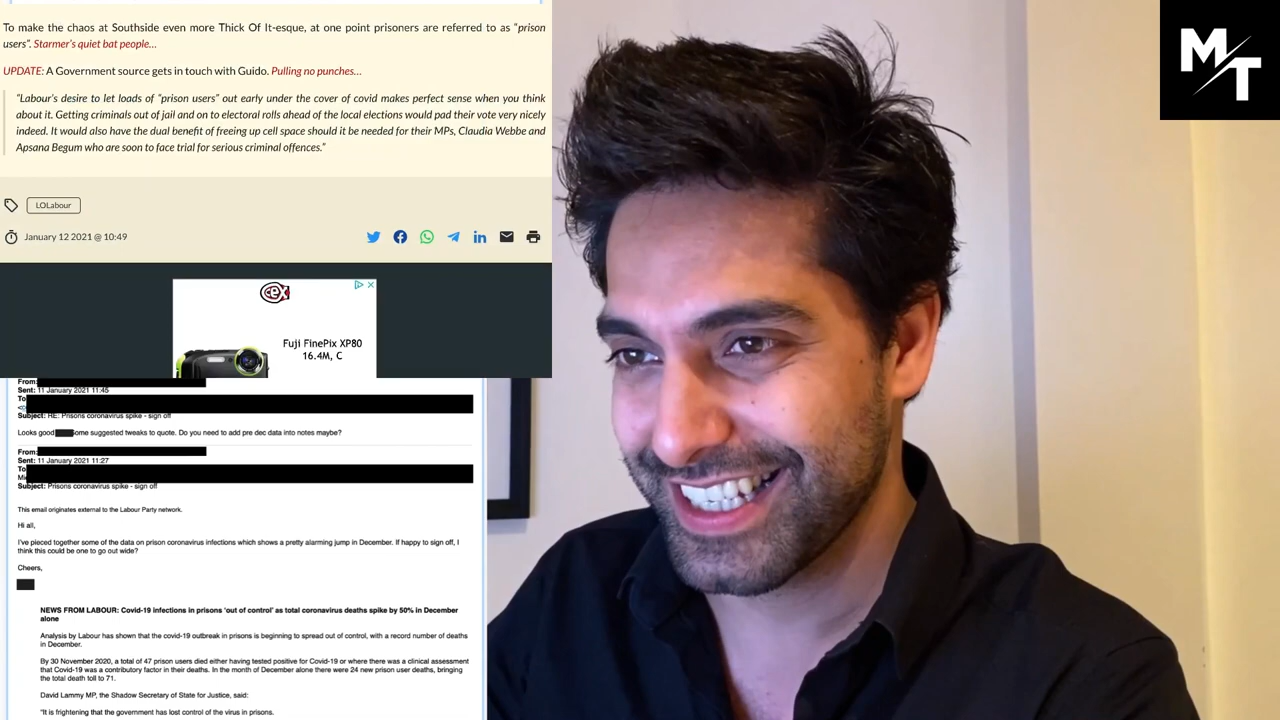 To make the chaos at Southside even more Thick Of It-esque, at one point prisoners are referred to as “prison
users”. Starmer’s quiet bat people…
UPDATE: A Government source gets in touch with Guido. Pulling no punches…
“Labour’s desire to let loads of “prison users” out early under the cover of covid makes perfect sense when you think
about it. Getting criminals out of jail and on to electoral rolls ahead of the local elections would pad their vote very nicely
indeed. It would also have the dual benefit of freeing up cell space should it be needed for their MPs, Claudia Webbe and
Apsana Begum who are soon to face trial for serious criminal offences.”
LOLabour
January 12 2021 @ 10:49
cex
Fuji FinePix XP80
16.4M, C
From:
Sent: 11 January 2021 11:45
To
Subject: RE: Prisons coronavirus spike - sign off
Looks good some suggested tweaks to quote. Do you need to add pre dec data into notes maybe?
From:
Sent: 11 January 2021 11:27
To
Mi
Subject: Prisons coronavirus spike - sign off
This email originates external to the Labour Party network.
Hi all,
I've pieced together some of the data on prison coronavirus infections which shows a pretty alarming jump in December. If happy to sign off, I
think this could be one to go out wide?
Cheers,
NEWS FROM LABOUR: Covid-19 infections in prisons 'out of control' as total coronavirus deaths spike by 50% in December
alone
Analysis by Labour has shown that the covid-19 outbreak in prisons is beginning to spread out of control, with a record number of deaths
in December.
By 30 November 2020, a total of 47 prison users died either having tested positive for Covid-19 or where there was a clinical assessment
that Covid-19 was a contributory factor in their deaths. In the month of December alone there were 24 new prison user deaths, bringing
the total death toll to 71.
David Lammy MP, the Shadow Secretary of State for Justice, said:
"It is frightening that the government has lost control of the virus in prisons.
MT